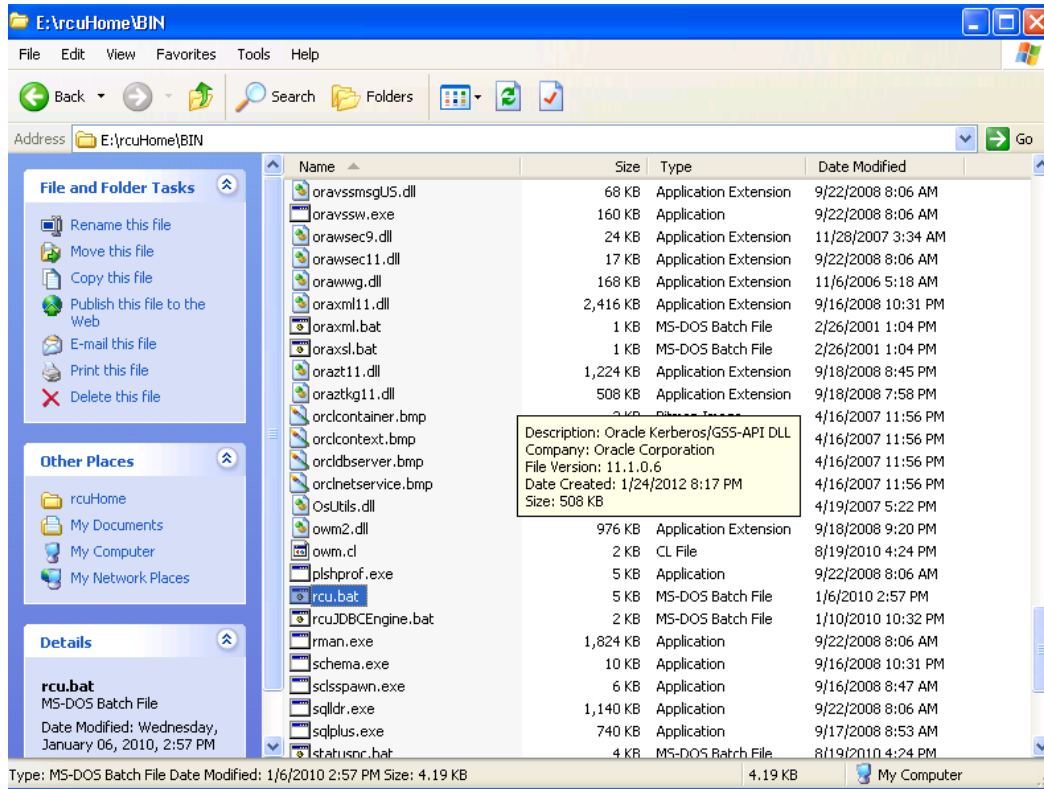 E:\rcuHome\BIN
File Edit View Favorites Tools Help
Back Search Folders
Address E:\rcuHome\BIN Go
File and Folder Tasks
Rename this file
Move this file
Copy this file
Publish this file to the
Web
E-mail this file
Print this file
Delete this file
Other Places
rcuHome
My Documents
My Computer
My Network Places
Details
rcu.bat
MS-DOS Batch File
Date Modified: Wednesday,
January 06, 2010, 2:57 PM
Name Size Type Date Modified
oravssmsgUS.dll 68 KB Application Extension 9/22/2008 8:06 AM
oravssw.exe 160 KB Application 9/22/2008 8:06 AM
orawsec9.dll 24 KB Application Extension 11/28/2007 3:34 AM
orawsec11.dll 17 KB Application Extension 9/22/2008 8:06 AM
orawwg.dll 168 KB Application Extension 11/6/2006 5:18 AM
oraxml11.dll 2,416 KB Application Extension 9/16/2008 10:31 PM
oraxml.bat 1 KB MS-DOS Batch File 2/26/2001 1:04 PM
oraxsl.bat 1 KB MS-DOS Batch File 2/26/2001 1:04 PM
orazt11.dll 1,224 KB Application Extension 9/18/2008 8:45 PM
oraztkg11.dll 508 KB Application Extension 9/18/2008 7:58 PM
orclcontainer.bmp 4/16/2007 11:56 PM
orclcontext.bmp 4/16/2007 11:56 PM
orcldbserver.bmp 4/16/2007 11:56 PM
orclnetservice.bmp 4/16/2007 11:56 PM
OsUtils.dll 4/19/2007 5:22 PM
Description: Oracle Kerberos/GSS-API DLL
Company: Oracle Corporation
File Version: 11.1.0.6
Date Created: 1/24/2012 8:17 PM
Size: 508 KB
owm2.dll 976 KB Application Extension 9/18/2008 9:20 PM
owm.cl 2 KB CL File 8/19/2010 4:24 PM
plshprof.exe 5 KB Application 9/22/2008 8:06 AM
rcu.bat 5 KB MS-DOS Batch File 1/6/2010 2:57 PM
rcuJDBCEngine.bat 2 KB MS-DOS Batch File 1/10/2010 10:32 PM
rman.exe 1,824 KB Application 9/22/2008 8:06 AM
schema.exe 10 KB Application 9/16/2008 10:31 PM
sclsspawn.exe 6 KB Application 9/16/2008 8:47 AM
sqlldr.exe 1,140 KB Application 9/22/2008 8:06 AM
sqlplus.exe 740 KB Application 9/17/2008 8:53 AM
statusnc.bat 4 KB MS-DOS Batch File 8/19/2010 4:24 PM
Type: MS-DOS Batch File Date Modified: 1/6/2010 2:57 PM Size: 4.19 KB 4.19 KB My Computer